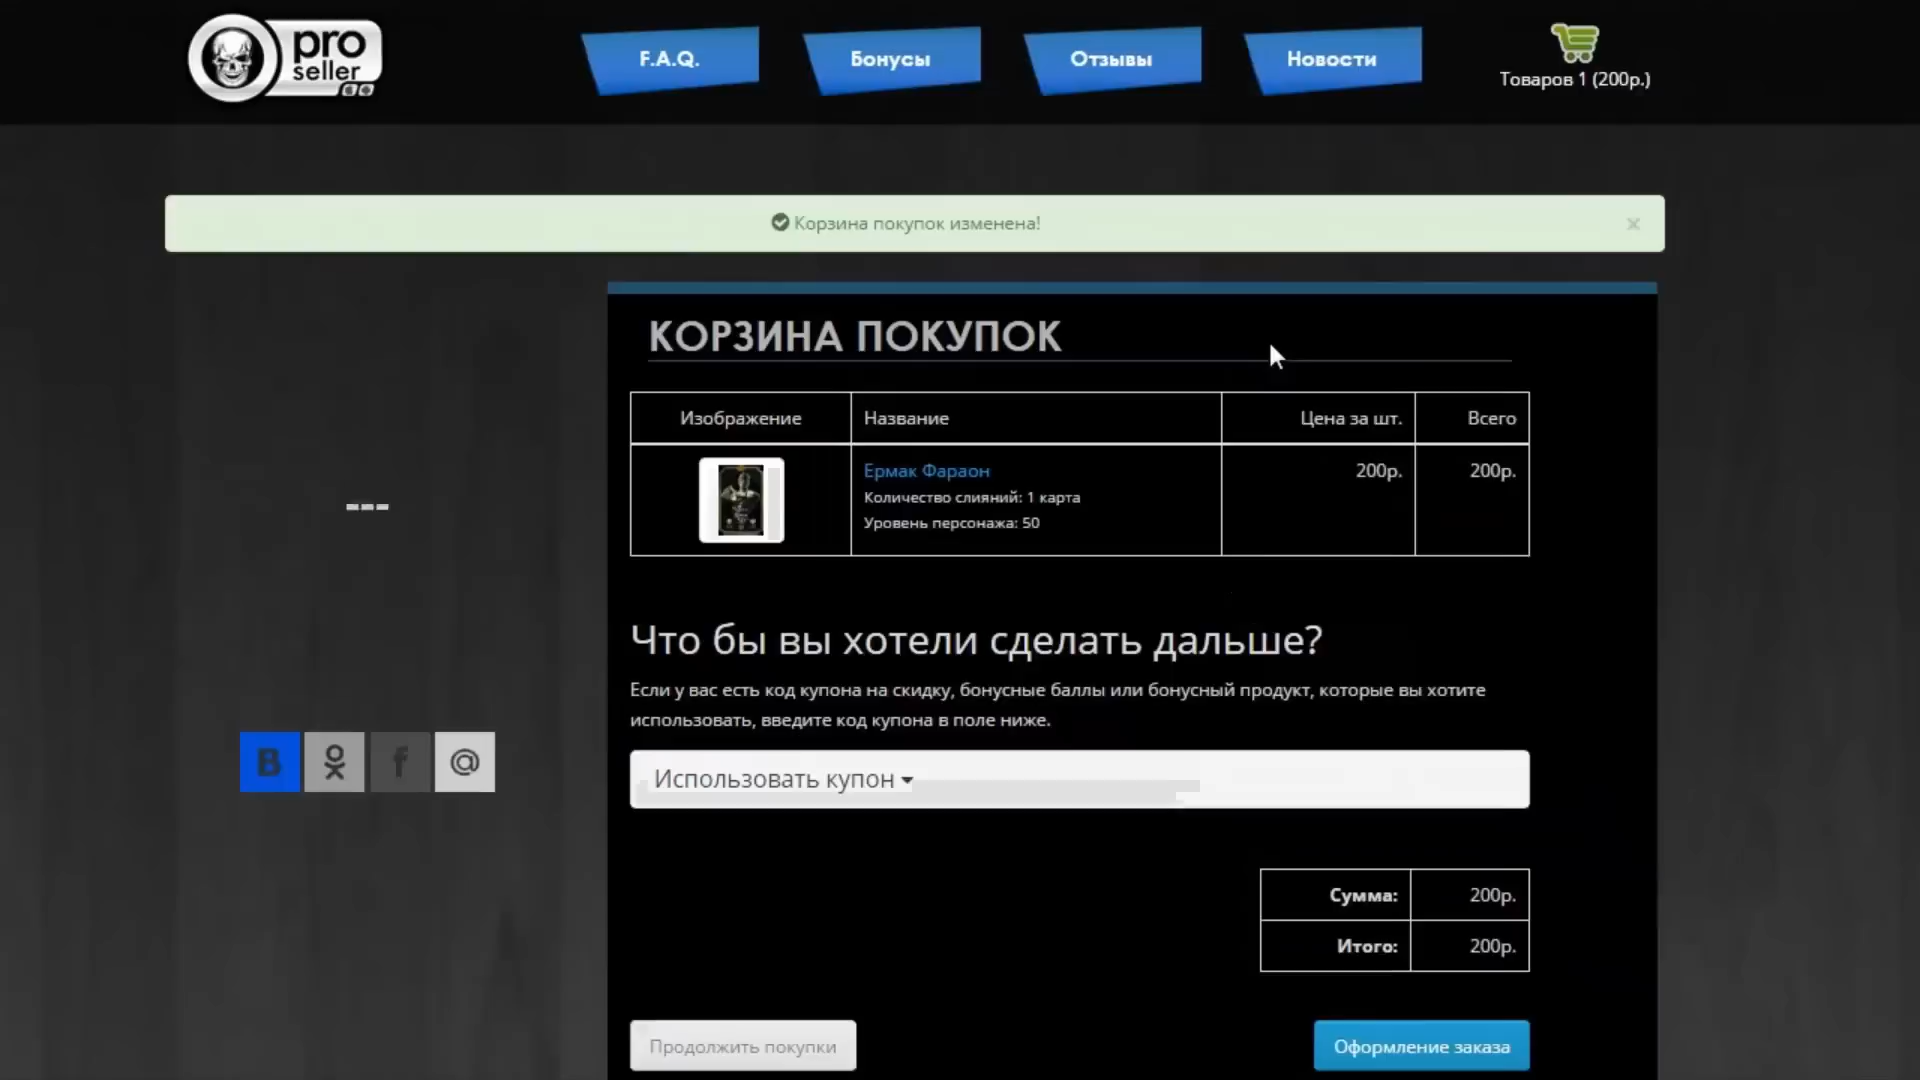 pro
seller
F.A.Q.
Бонусы
Отзывы
Новости
Товаров 1 (200р.)
Корзина покупок изменена!
КОРЗИНА ПОКУПОК
Изображение
Название
Цена за шт.
Всего
Ермак Фараон
Количество слияний: 1 карта
Уровень персонажа: 50
200р.
200р.
Что бы вы хотели сделать дальше?
Если у вас есть код купона на скидку, бонусные баллы или бонусный продукт, которые вы хотите
использовать, введите код купона в поле ниже.
Использовать купон
Сумма:
200р.
Итого:
200р.
Продолжить покупки
Оформление заказа